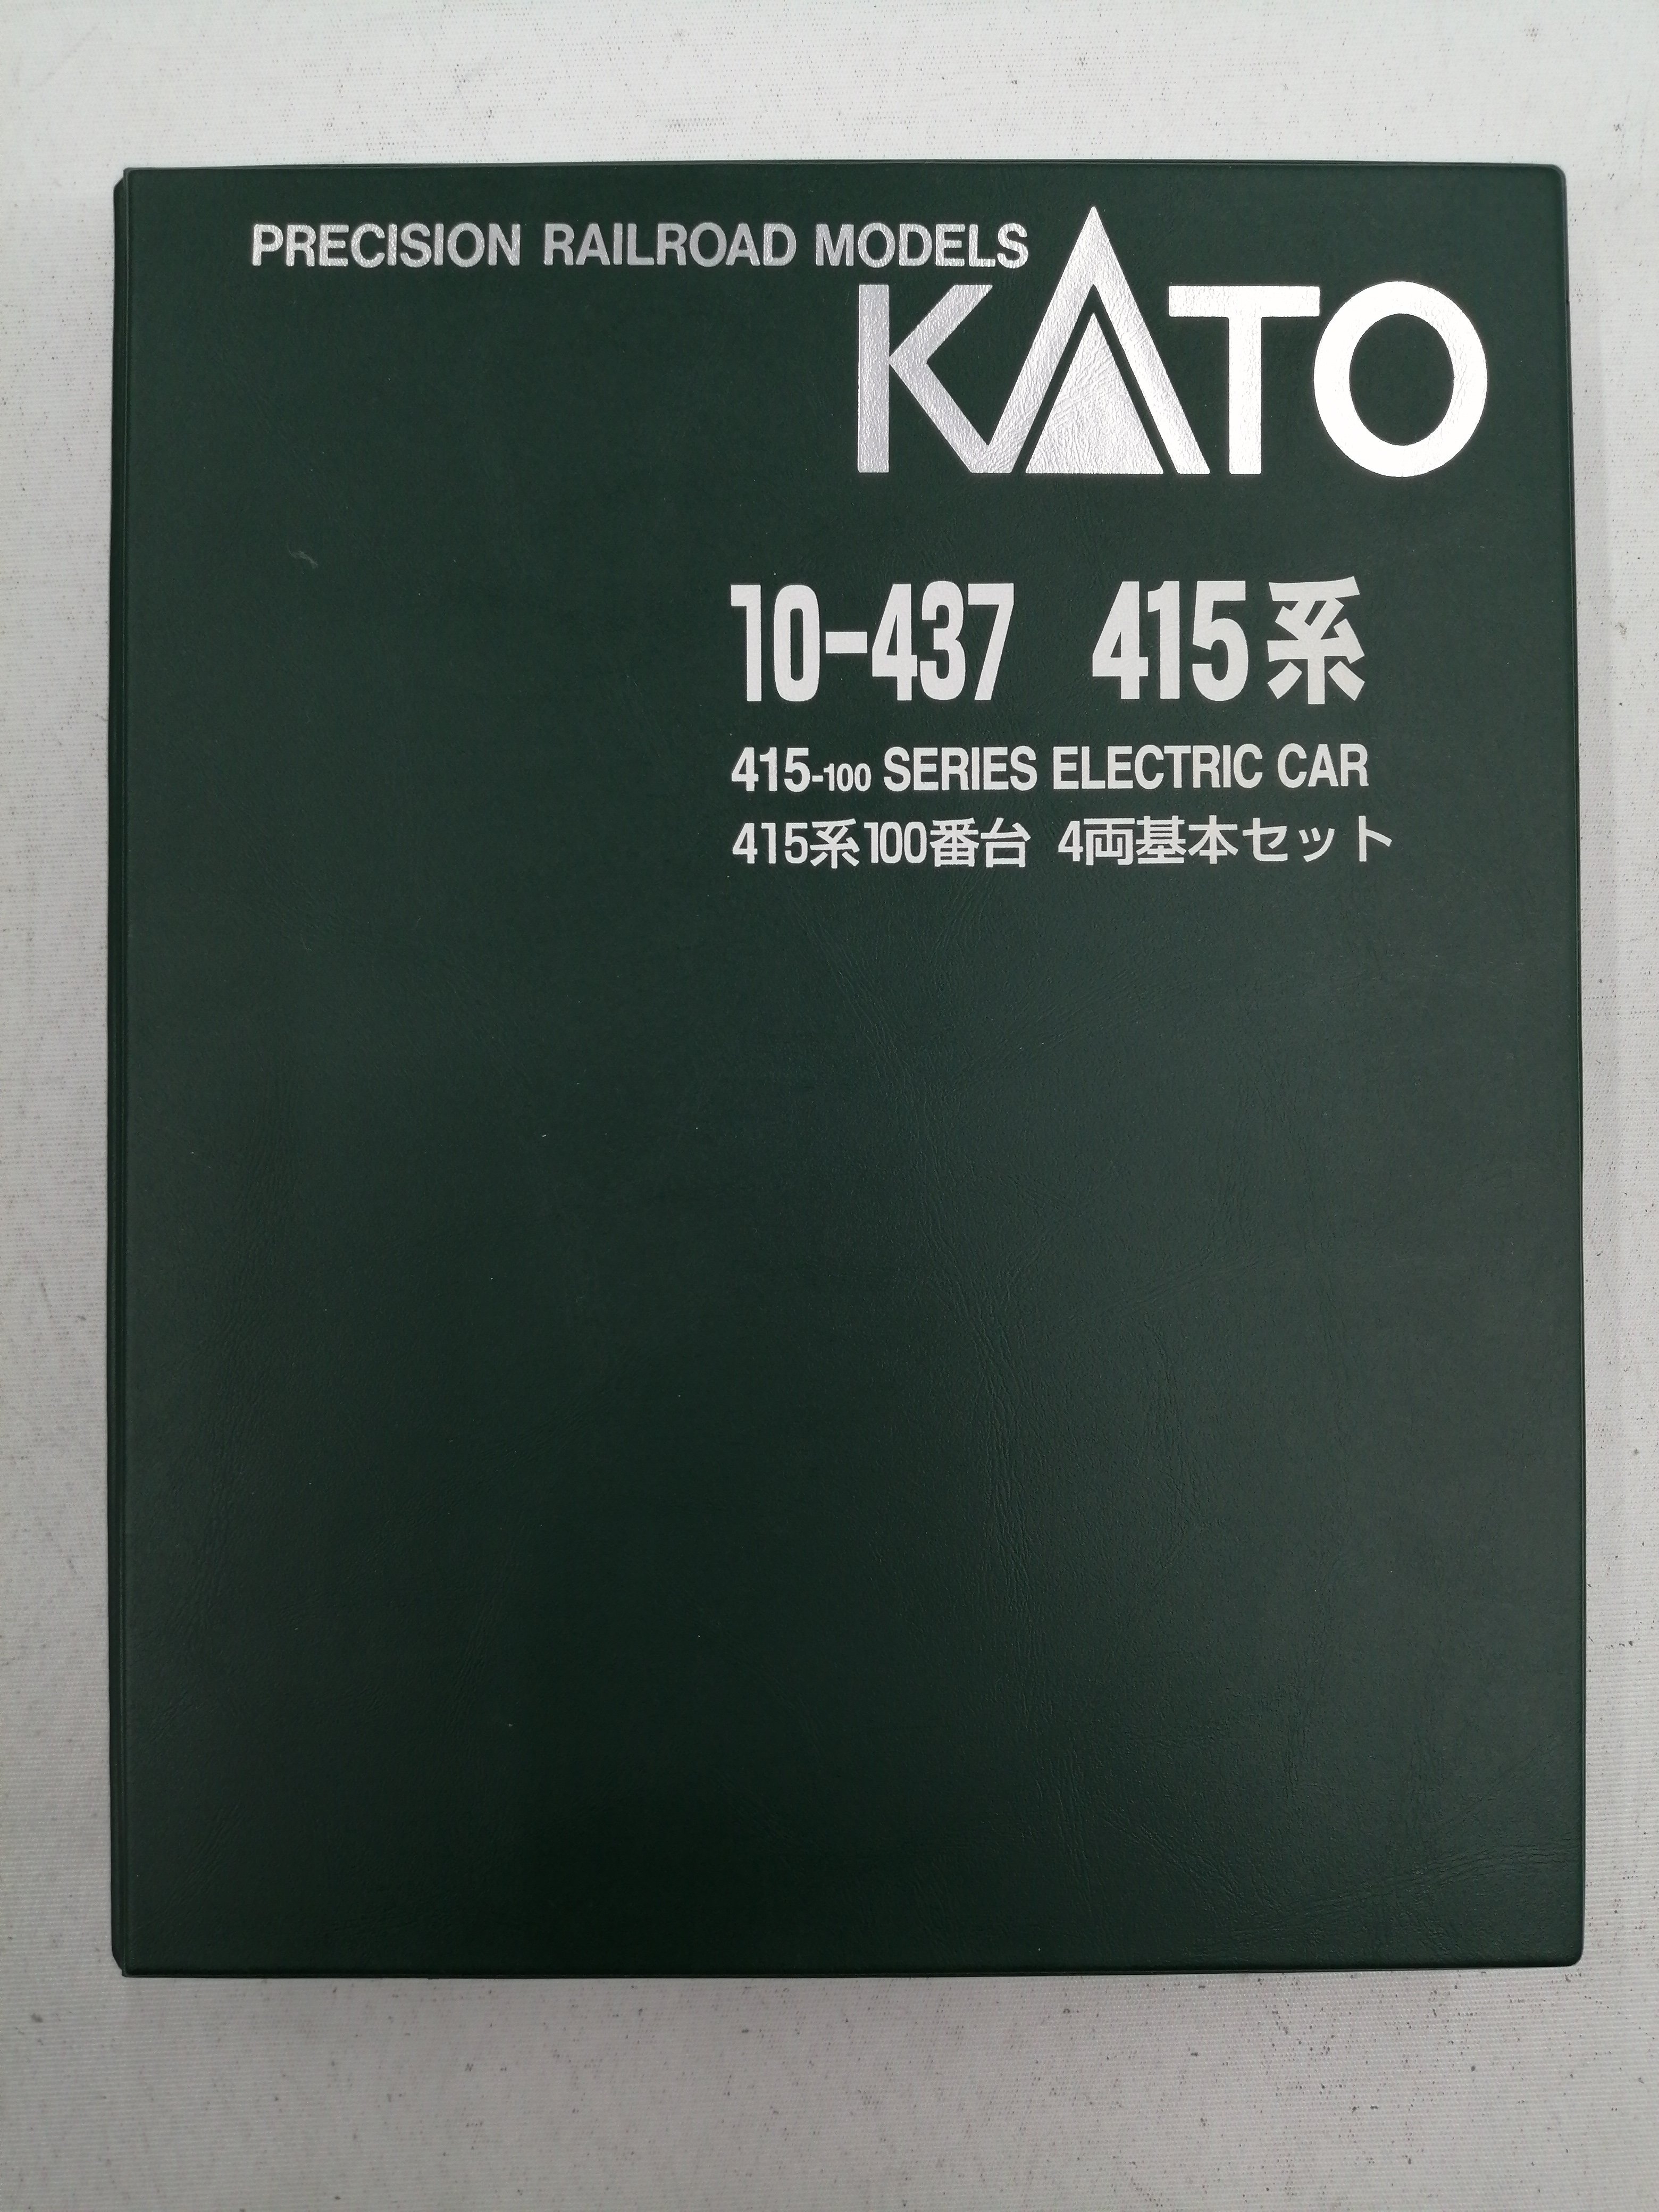 PRECISION RAILROAD MODELS
KATO
10-437 415系
415-100 SERIES ELECTRIC CAR
415系100番台 4両基本セット